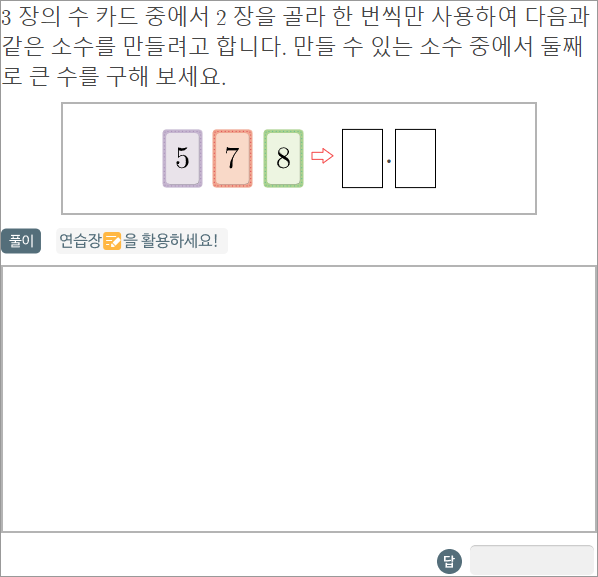 3 장의 수 카드 중에서 2 장을 골라 한 번씩만 사용하여 다음과
같은 소수를 만들려고 합니다. 만들 수 있는 소수 중에서 둘째
로 큰 수를 구해 보세요.
5 7 8 ⇨ □.□
풀이 연습장📝을 활용하세요!
답